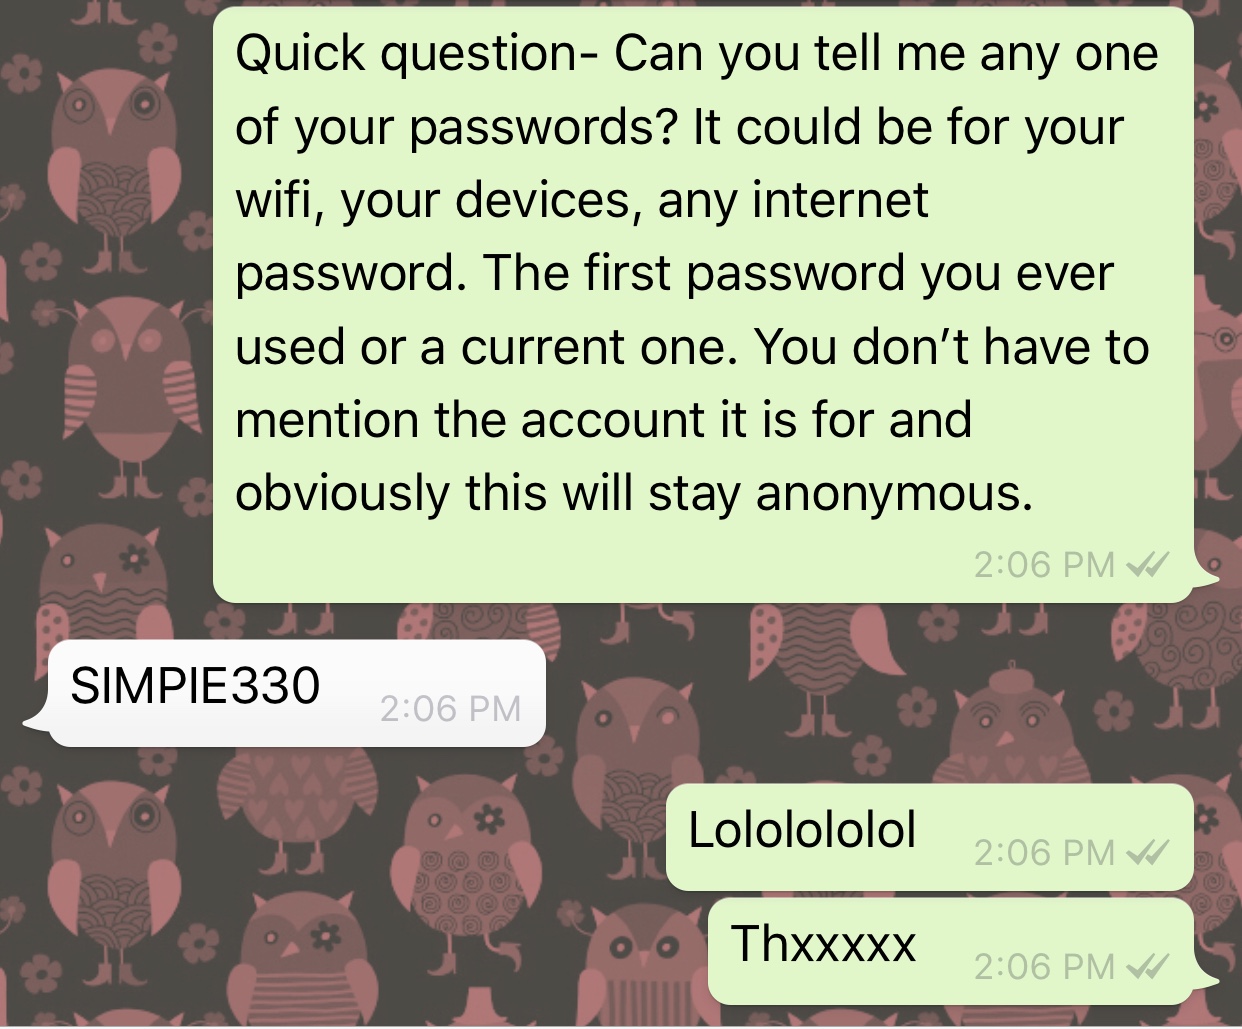 Quick question- Can you tell me any one
of your passwords? It could be for your
wifi, your devices, any internet
password. The first password you ever
used or a current one. You don’t have to
mention the account it is for and
obviously this will stay anonymous.
2:06 PM
SIMPIE330 2:06 PM
Lolololololol 2:06 PM
Thxxxxx 2:06 PM